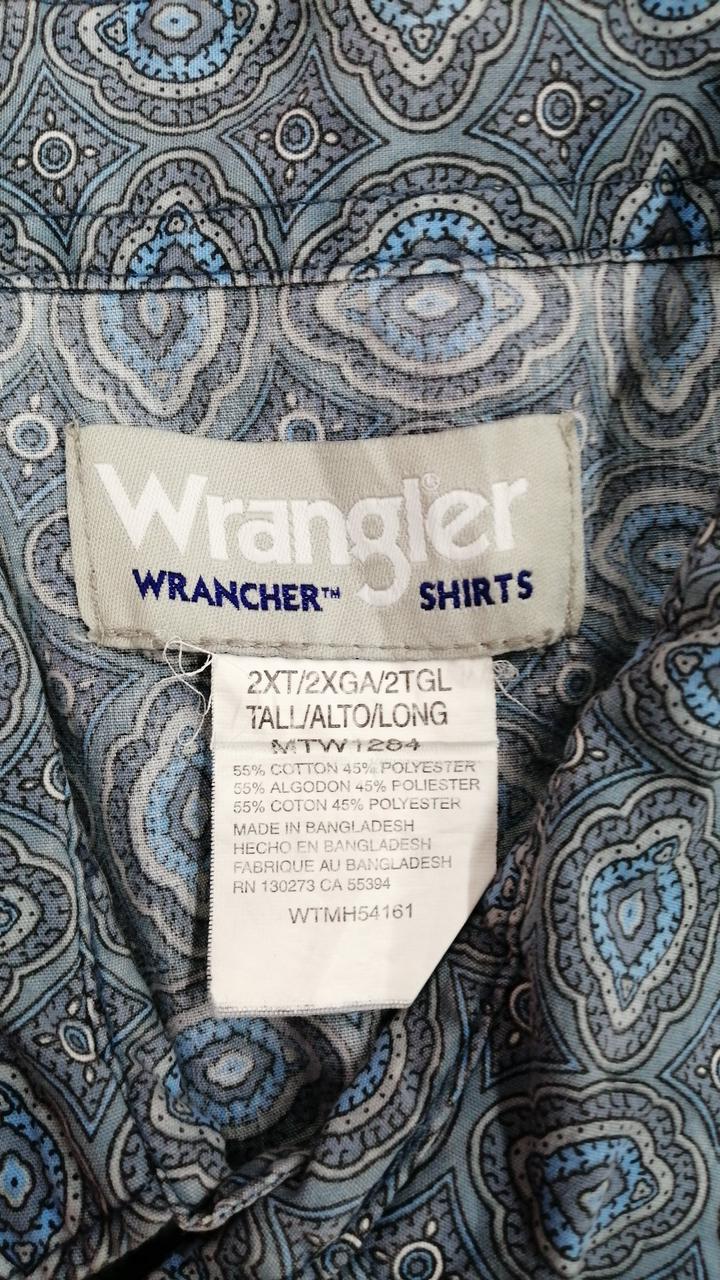 Wrangler®
WRANCHER™ SHIRTS
2XT/2XGA/2TGL
TALL/ALTO/LONG
MTW1284
55% COTTON 45% POLYESTER
55% ALGODON 45% POLIESTER
55% COTON 45% POLYESTER
MADE IN BANGLADESH
HECHO EN BANGLADESH
FABRIQUE AU BANGLADESH
RN 130273 CA 55394
WTMH54161